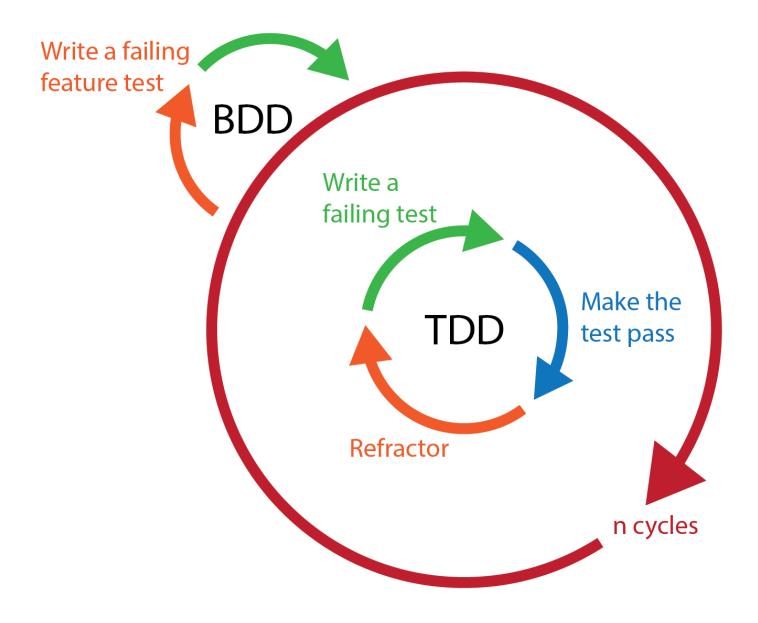 Write a failing
feature test
BDD
Write a
failing test
Make the
test pass
TDD
Refractor
n cycles